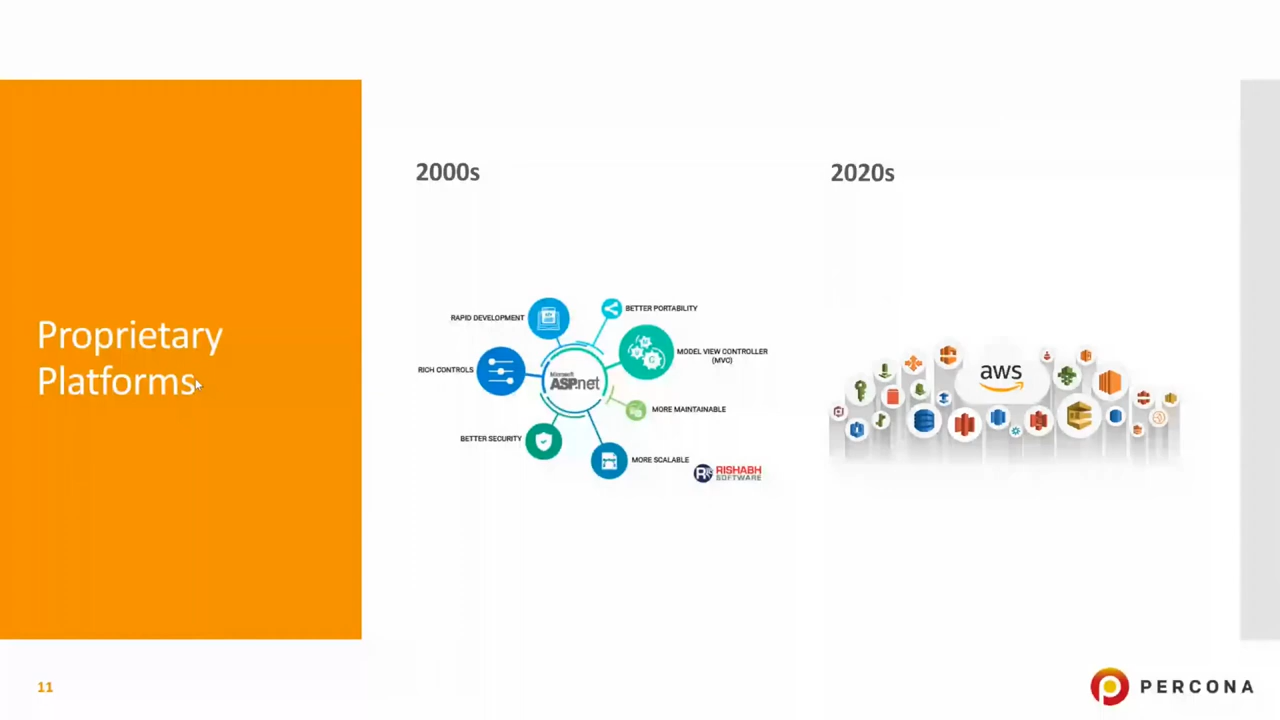 Proprietary
Platforms
2000s
2020s
RAPID DEVELOPMENT
BETTER PORTABILITY
RICH CONTROLS
MODEL VIEW CONTROLLER
(MVC)
MORE MAINTAINABLE
BETTER SECURITY
MORE SCALABLE
Microsoft
ASP.net
RISHABH
SOFTWARE
aws
11
PERCONA